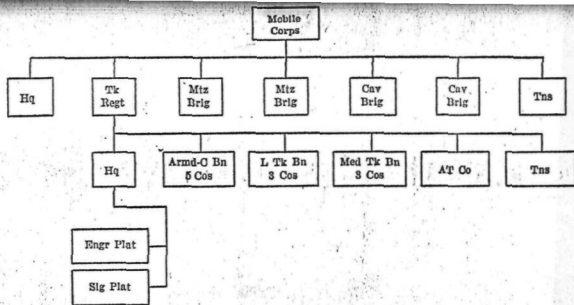 Mobile
Corps
Hq
Tk
Regt
Mtz
Brig
Mtz
Brig
Cav
Brig
Cav
Brig
Tns
Hq
Armd-C Bn
5 Cos
L Tk Bn
3 Cos
Med Tk Bn
3 Cos
AT Co
Tns
Engr Plat
Sig Plat